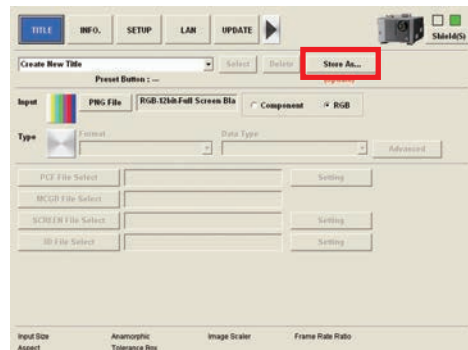 TITLE INFO. SETUP LAN UPDATE Shield(S)
Create New Title Select Delete Store As...
Preset Button : --- (Update)
Input PNG File RGB-12bit-Full Screen Bla Component RGB
Type Format Data Type
Advanced
PCF File Select Setting
MCGD File Select
SCREEN File Select Setting
3D File Select Setting
Input Size Anamorphic Image Scaler Frame Rate Ratio
Aspect Tolerance Box